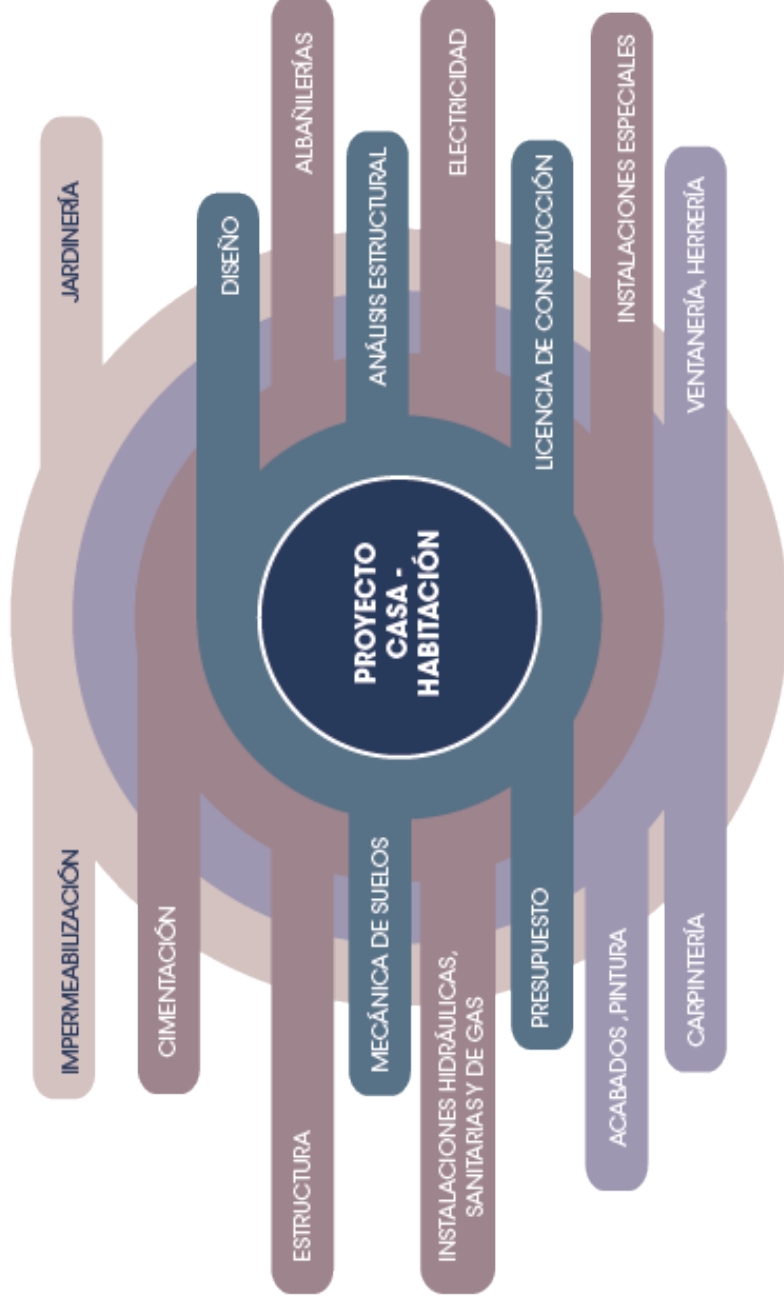 IMPERMEABILIZACIÓN
JARDINERÍA
CIMENTACIÓN
DISEÑO
ESTRUCTURA
ALBAÑILERÍAS
MECÁNICA DE SUELOS
ANÁLISIS ESTRUCTURAL
PROYECTO
CASA -
HABITACIÓN
INSTALACIONES HIDRÁULICAS,
SANITARIAS Y DE GAS
ELECTRICIDAD
PRESUPUESTO
LICENCIA DE CONSTRUCCIÓN
ACABADOS ,PINTURA
INSTALACIONES ESPECIALES
CARPINTERÍA
VENTANERÍA, HERRERÍA